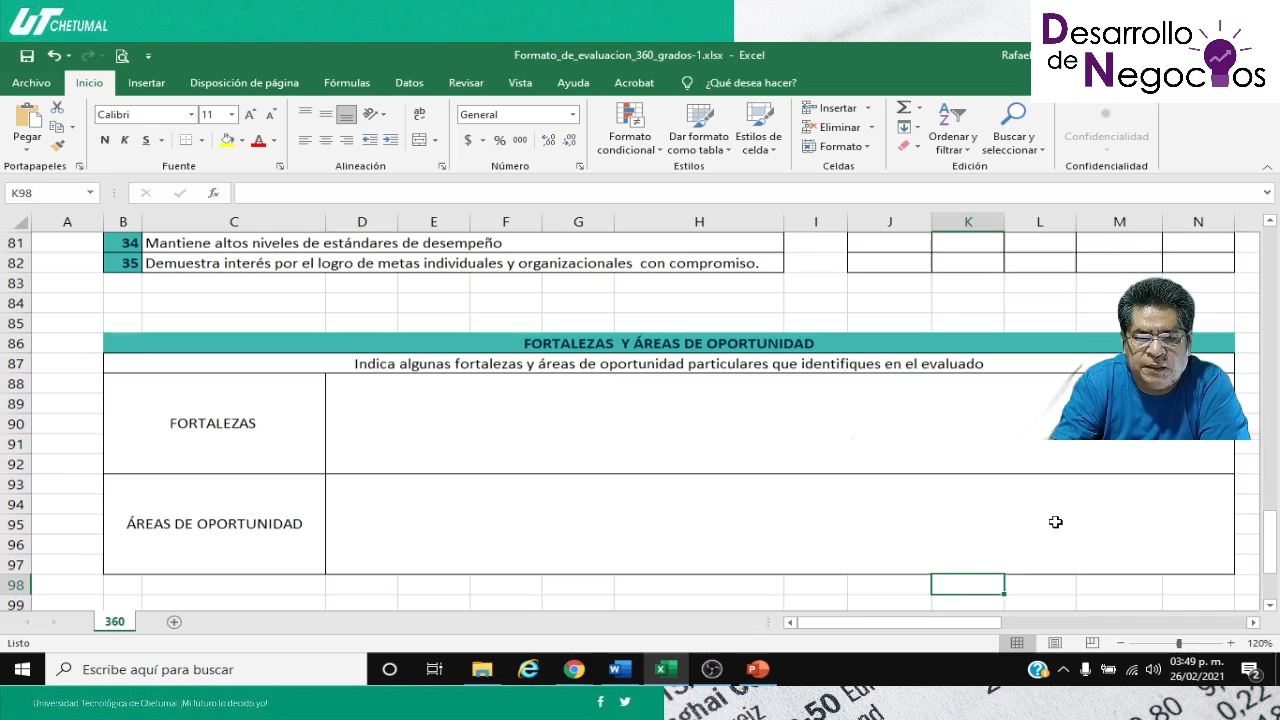 UT CHETUMAL
Formato_de_evaluacion_360_grados-1.xlsx - Excel
Rafael
Desarrollo
de Negocios
Archivo Inicio Insertar Disposición de página Fórmulas Datos Revisar Vista Ayuda Acrobat ¿Qué desea hacer?
Pegar
Calibri 11
N K S
ab
General
$ % 000
Formato condicional
Dar formato como tabla
Estilos de celda
Insertar
Eliminar
Formato
Ordenar y filtrar
Buscar y seleccionar
Confidencialidad
Portapapeles Fuente Alineación Número Estilos Celdas Edición Confidencialidad
K98 fx
A B C D E F G H I J K L M N
81 34 Mantiene altos niveles de estándares de desempeño
82 35 Demuestra interés por el logro de metas individuales y organizacionales con compromiso.
83
84
85
86 FORTALEZAS Y ÁREAS DE OPORTUNIDAD
87 Indica algunas fortalezas y áreas de oportunidad particulares que identifiques en el evaluado
88
89
90 FORTALEZAS
91
92
93
94
95 ÁREAS DE OPORTUNIDAD
96
97
98
99
360
Listo
120%
Escribe aquí para buscar
03:49 p. m.
26/02/2021
2
Universidad Tecnológica de Chetumal ¡Mi futuro lo decido yo!